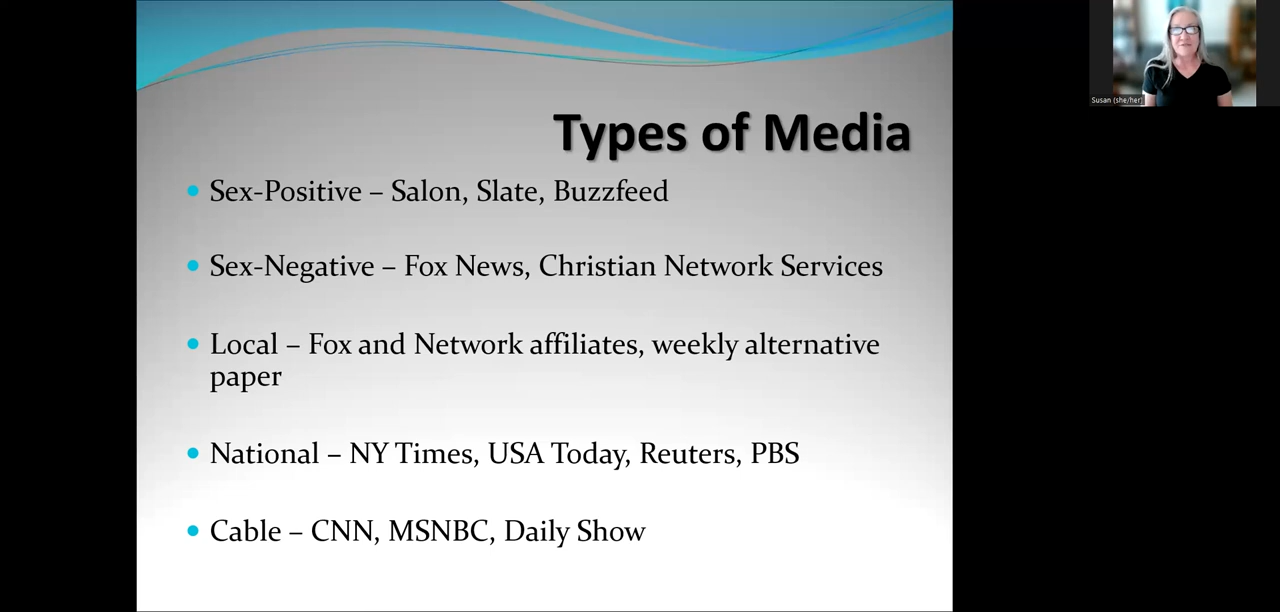 Types of Media
Sex-Positive – Salon, Slate, Buzzfeed
Sex-Negative – Fox News, Christian Network Services
Local – Fox and Network affiliates, weekly alternative
paper
National – NY Times, USA Today, Reuters, PBS
Cable – CNN, MSNBC, Daily Show
Susan (she/her)